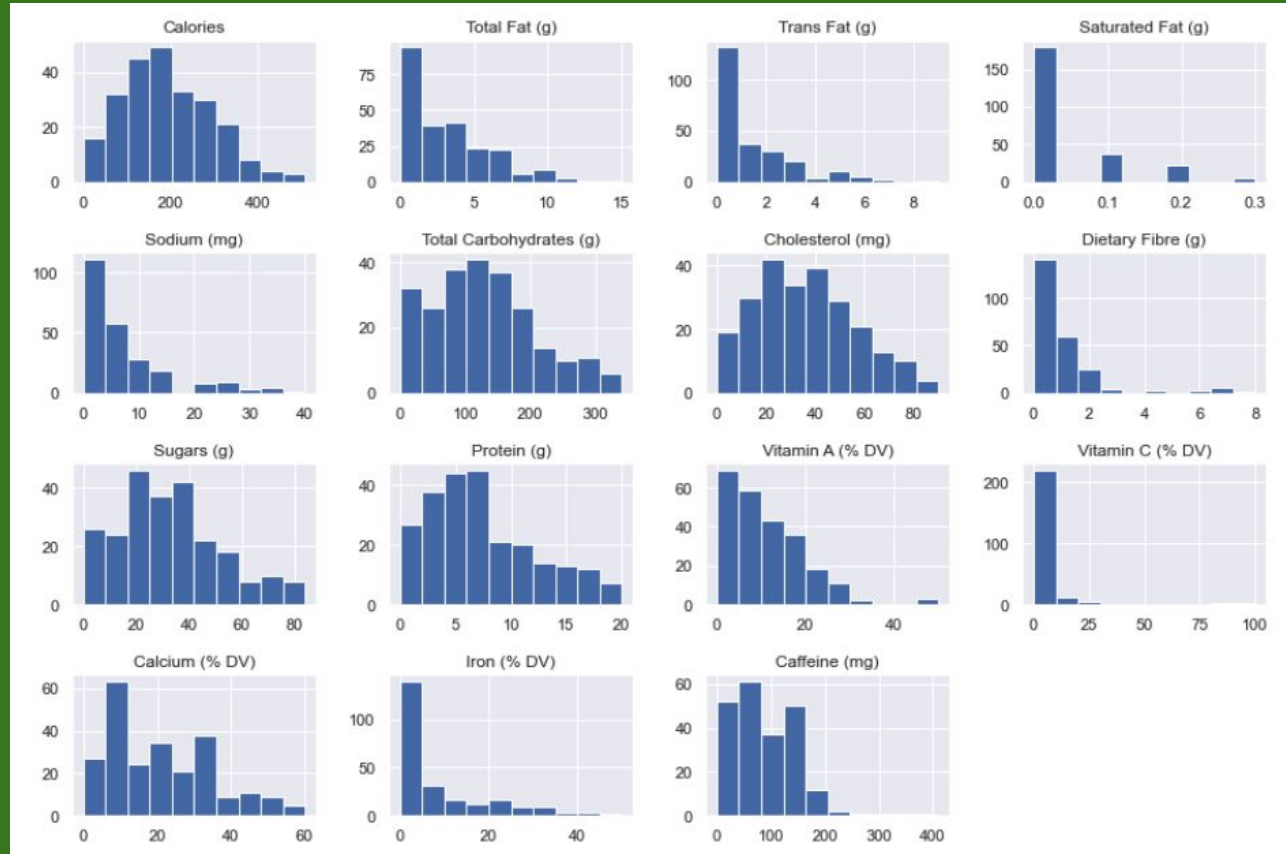 Calories
40
20
0
0 200 400
Total Fat (g)
75
50
25
0
0 5 10 15
Trans Fat (g)
100
50
0
0 2 4 6 8
Saturated Fat (g)
150
100
50
0
0.0 0.1 0.2 0.3
Sodium (mg)
100
50
0
0 10 20 30 40
Total Carbohydrates (g)
40
20
0
0 100 200 300
Cholesterol (mg)
40
20
0
0 20 40 60 80
Dietary Fibre (g)
100
50
0
0 2 4 6 8
Sugars (g)
40
20
0
0 20 40 60 80
Protein (g)
40
20
0
0 5 10 15 20
Vitamin A (% DV)
60
40
20
0
0 20 40
Vitamin C (% DV)
200
100
0
0 25 50 75 100
Calcium (% DV)
60
40
20
0
0 20 40 60
Iron (% DV)
100
50
0
0 20 40
Caffeine (mg)
60
40
20
0
0 100 200 300 400